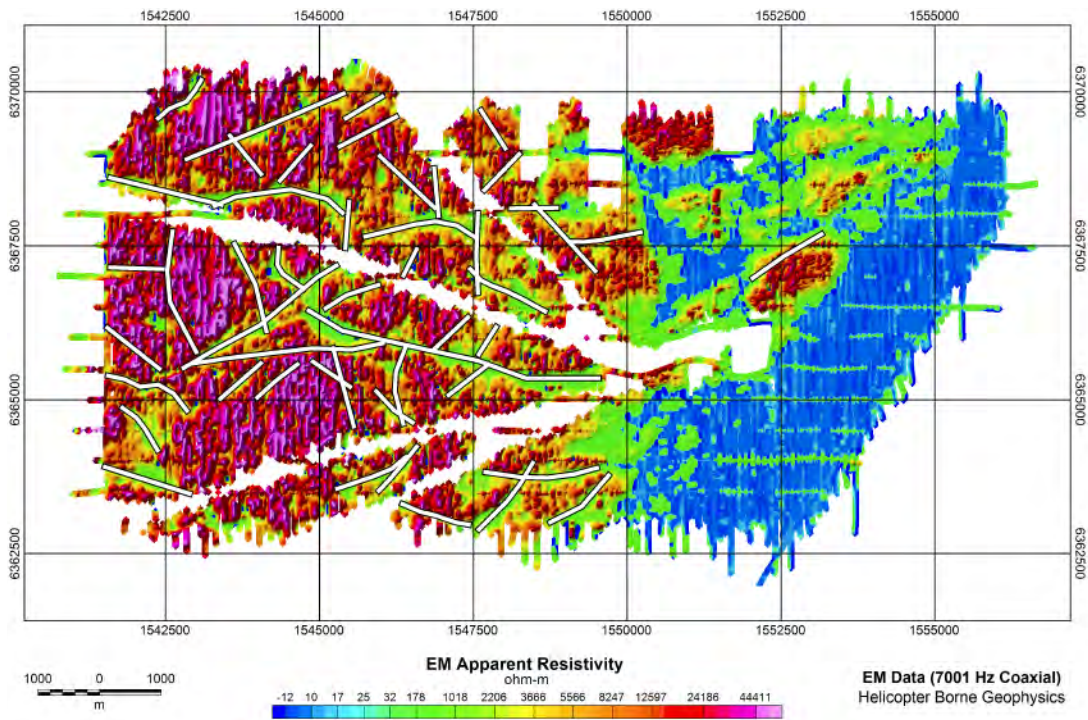 1542500 1545000 1547500 1550000 1552500 1555000
6370000 6370000
6367500 6367500
6365000 6365000
6362500 6362500
1542500 1545000 1547500 1550000 1552500 1555000
EM Apparent Resistivity
ohm-m
1000 0 1000
m
-12 10 17 25 32 178 1018 2206 3666 5566 8247 12597 24186 44411
EM Data (7001 Hz Coaxial)
Helicopter Borne Geophysics